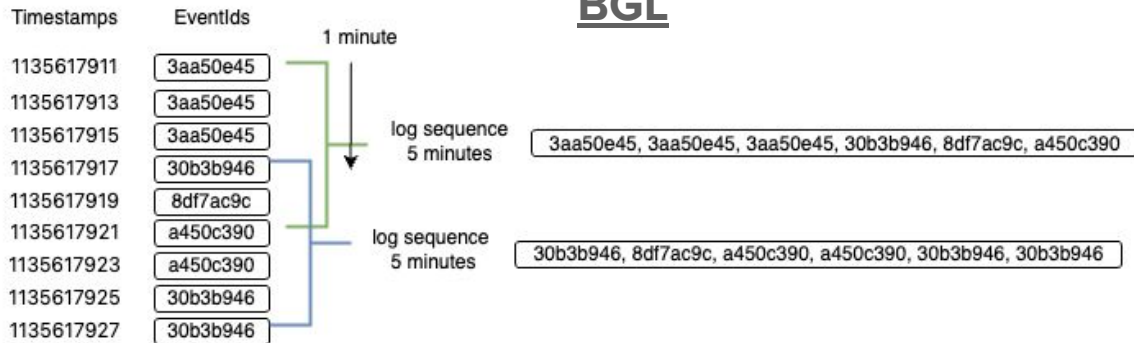 BGL
Timestamps EventIds
1 minute
1135617911 3aa50e45
1135617913 3aa50e45
1135617915 3aa50e45
1135617917 30b3b946
1135617919 8df7ac9c
1135617921 a450c390
1135617923 a450c390
1135617925 30b3b946
1135617927 30b3b946
log sequence
5 minutes
3aa50e45, 3aa50e45, 3aa50e45, 30b3b946, 8df7ac9c, a450c390
log sequence
5 minutes
30b3b946, 8df7ac9c, a450c390, a450c390, 30b3b946, 30b3b946